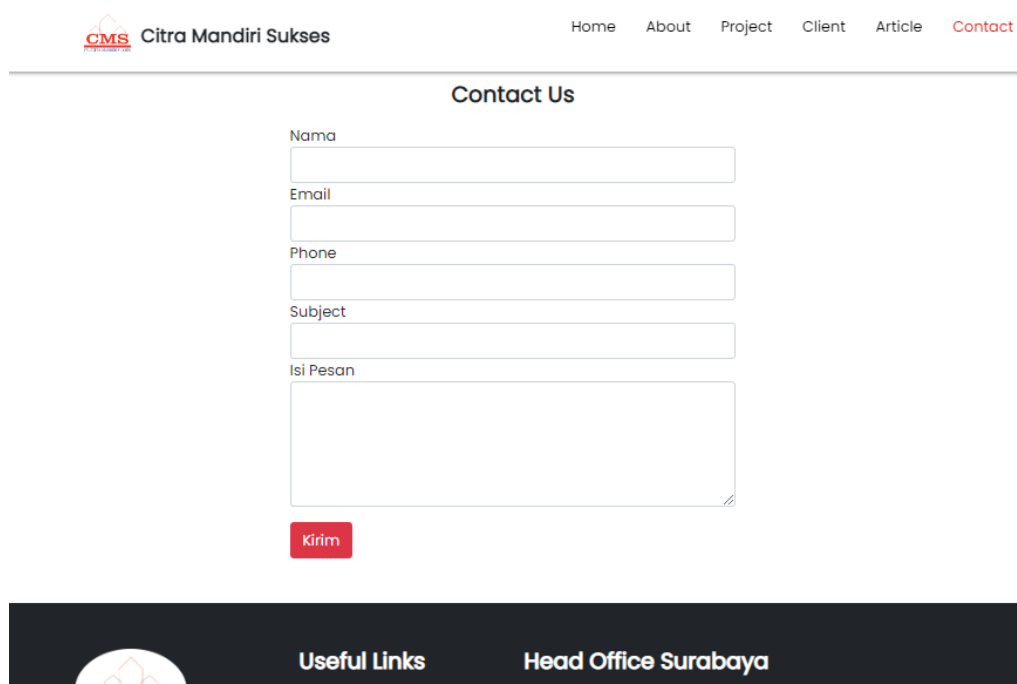 CMS Citra Mandiri Sukses Home About Project Client Article Contact
Contact Us
Nama
Email
Phone
Subject
Isi Pesan
Kirim
Useful Links Head Office Surabaya